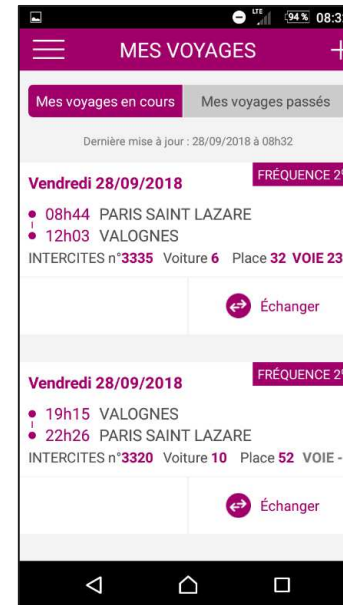 LTE 94% 08:3
MES VOYAGES
Mes voyages en cours Mes voyages passés
Dernière mise à jour : 28/09/2018 à 08h32
FRÉQUENCE 2
Vendredi 28/09/2018
08h44 PARIS SAINT LAZARE
12h03 VALOGNES
INTERCITES n°3335 Voiture 6 Place 32 VOIE 23
Échanger
FRÉQUENCE 2
Vendredi 28/09/2018
19h15 VALOGNES
22h26 PARIS SAINT LAZARE
INTERCITES n°3320 Voiture 10 Place 52 VOIE -
Échanger